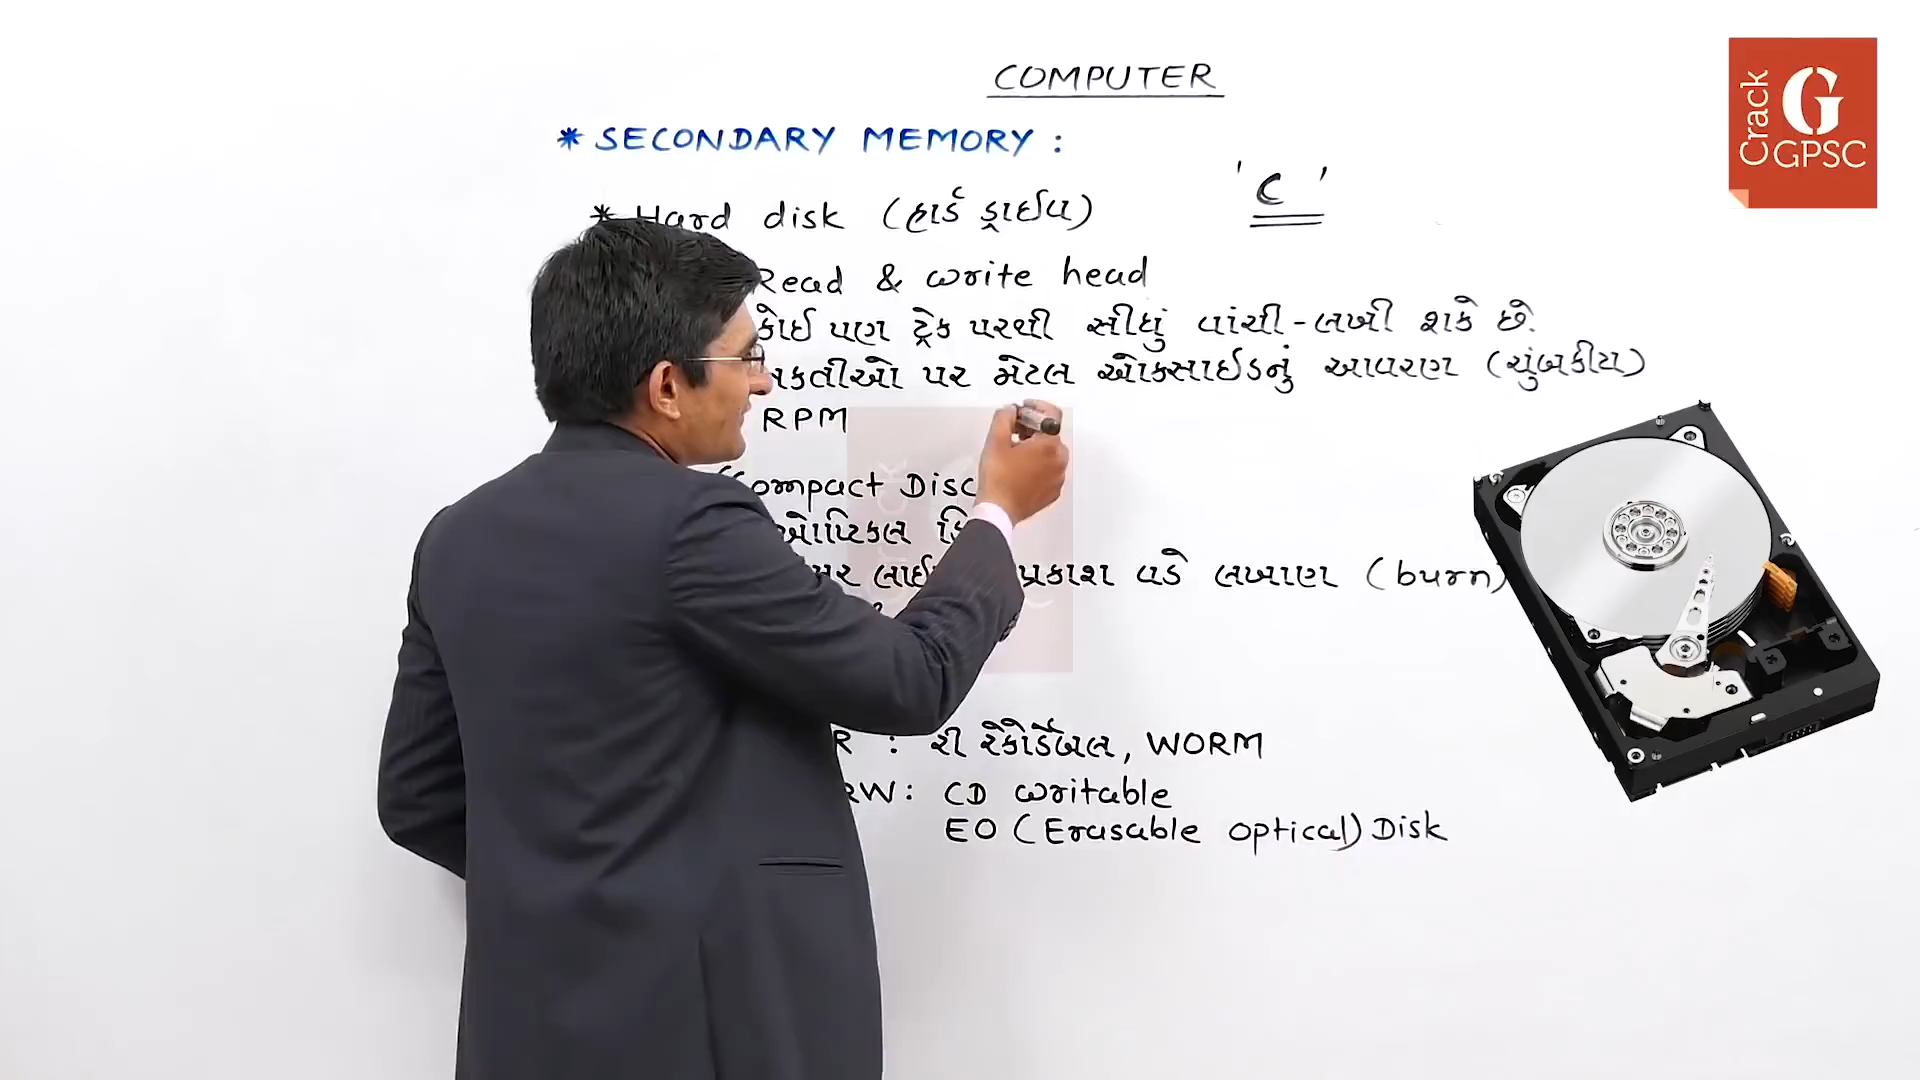 COMPUTER
Crack
G
GPSC
* SECONDARY MEMORY :
' C '
* Hard disk (હાર્ડ ડ્રાઈવ)
Read & write head
કોઈ પણ ટ્રેક પરથી સીધું વાંચી-લખી શકે છે.
પર મેટલ ઓક્સાઈડનું આવરણ (ચુંબકીય)
RPM
Compact Disc
ઓપ્ટિકલ
પ્રકાશ વડે લખાણ (burn)
R : રી રેકોર્ડેબલ, WORM
RW: CD writable
EO (Erasable optical) Disk